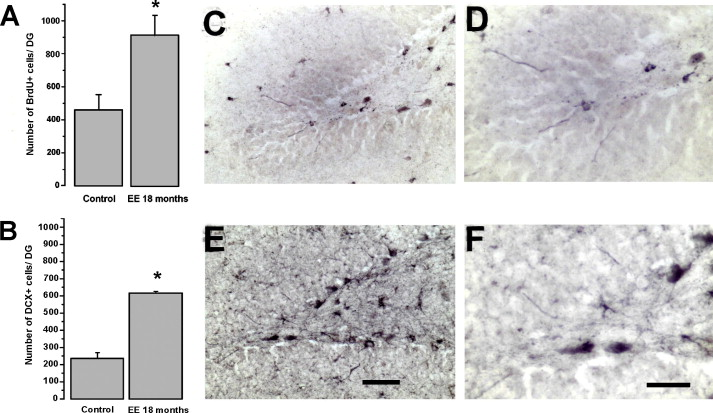 A
Number of BrdU+ cells/ DG
1000
800
600
400
200
0
*
Control
EE 18 months
B
Number of DCX+ cells/ DG
1000
900
800
700
600
500
400
300
200
100
0
*
Control
EE 18 months
C
D
E
F